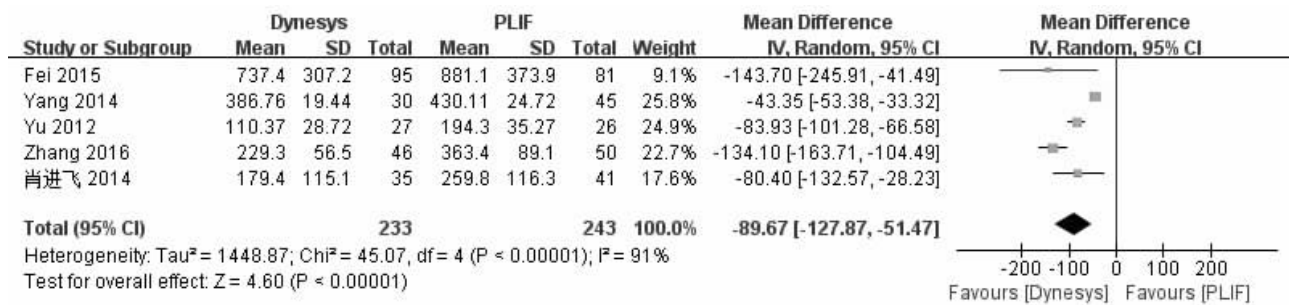 Dynesys PLIF Mean Difference Mean Difference
Study or Subgroup Mean SD Total Mean SD Total Weight IV, Random, 95% CI IV, Random, 95% CI
Fei 2015 737.4 307.2 95 881.1 373.9 81 9.1% -143.70 [-245.91, -41.49]
Yang 2014 386.76 19.44 30 430.11 24.72 45 25.8% -43.35 [-53.38, -33.32]
Yu 2012 110.37 28.72 27 194.3 35.27 26 24.9% -83.93 [-101.28, -66.58]
Zhang 2016 229.3 56.5 46 363.4 89.1 50 22.7% -134.10 [-163.71, -104.49]
肖进飞 2014 179.4 115.1 35 259.8 116.3 41 17.6% -80.40 [-132.57, -28.23]
Total (95% CI) 233 243 100.0% -89.67 [-127.87, -51.47]
Heterogeneity: Tau² = 1448.87; Chi² = 45.07, df = 4 (P < 0.00001); I² = 91%
Test for overall effect: Z = 4.60 (P < 0.00001)
-200 -100 0 100 200
Favours [Dynesys] Favours [PLIF]